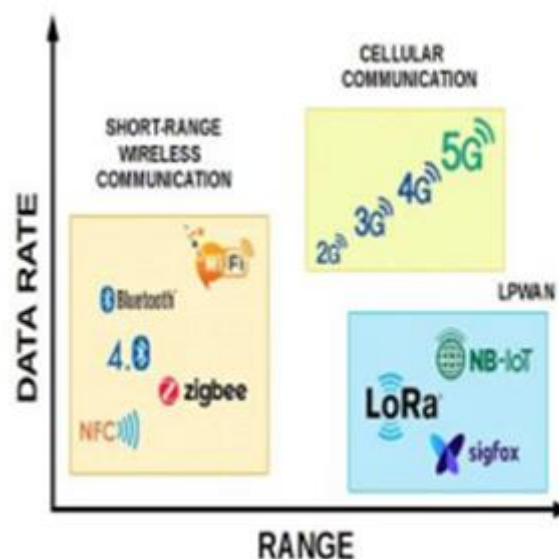 CELLULAR
COMMUNICATION
SHORT-RANGE
WIRELESS
COMMUNICATION
5G
4G
3G
2G
WiFi
LPWAN
Bluetooth
4.0
zigbee
NFC
NB-IoT
LoRa
sigfox
DATA RATE
RANGE